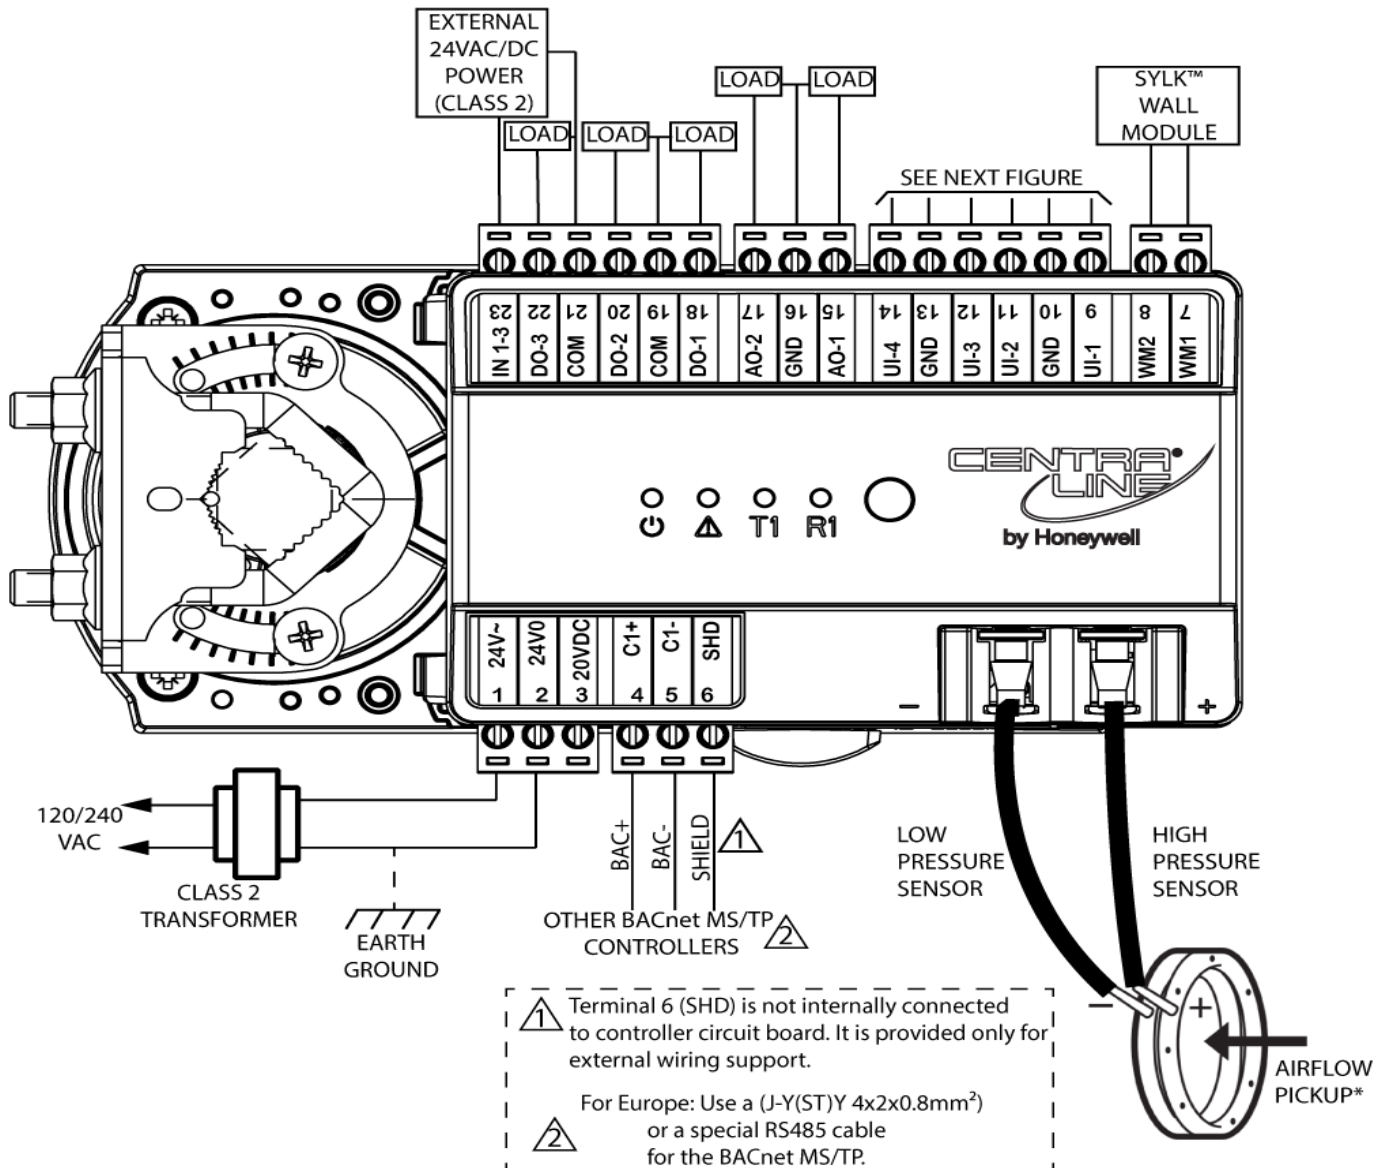 EXTERNAL
24VAC/DC
POWER
(CLASS 2)
LOAD
LOAD
LOAD
LOAD
LOAD
SYLK™
WALL
MODULE
SEE NEXT FIGURE
23 22 21 20 19 18 17 16 15 14 13 12 11 10 9 8 7
IN 1-3 DO-3 COM DO-2 COM DO-1 AO-2 GND AO-1 UI-4 GND UI-3 UI-2 GND UI-1 WM2 WM1
CENTRA
LINE
by Honeywell
T1 R1
24V~ 24V0 20VDC C1+ C1- SHD
1 2 3 4 5 6
− +
120/240
VAC
CLASS 2
TRANSFORMER
EARTH
GROUND
BAC+ BAC- SHIELD 1
OTHER BACnet MS/TP
CONTROLLERS 2
LOW
PRESSURE
SENSOR
HIGH
PRESSURE
SENSOR
− +
AIRFLOW
PICKUP*
1 Terminal 6 (SHD) is not internally connected
to controller circuit board. It is provided only for
external wiring support.
For Europe: Use a (J-Y(ST)Y 4x2x0.8mm²)
2 or a special RS485 cable
for the BACnet MS/TP.